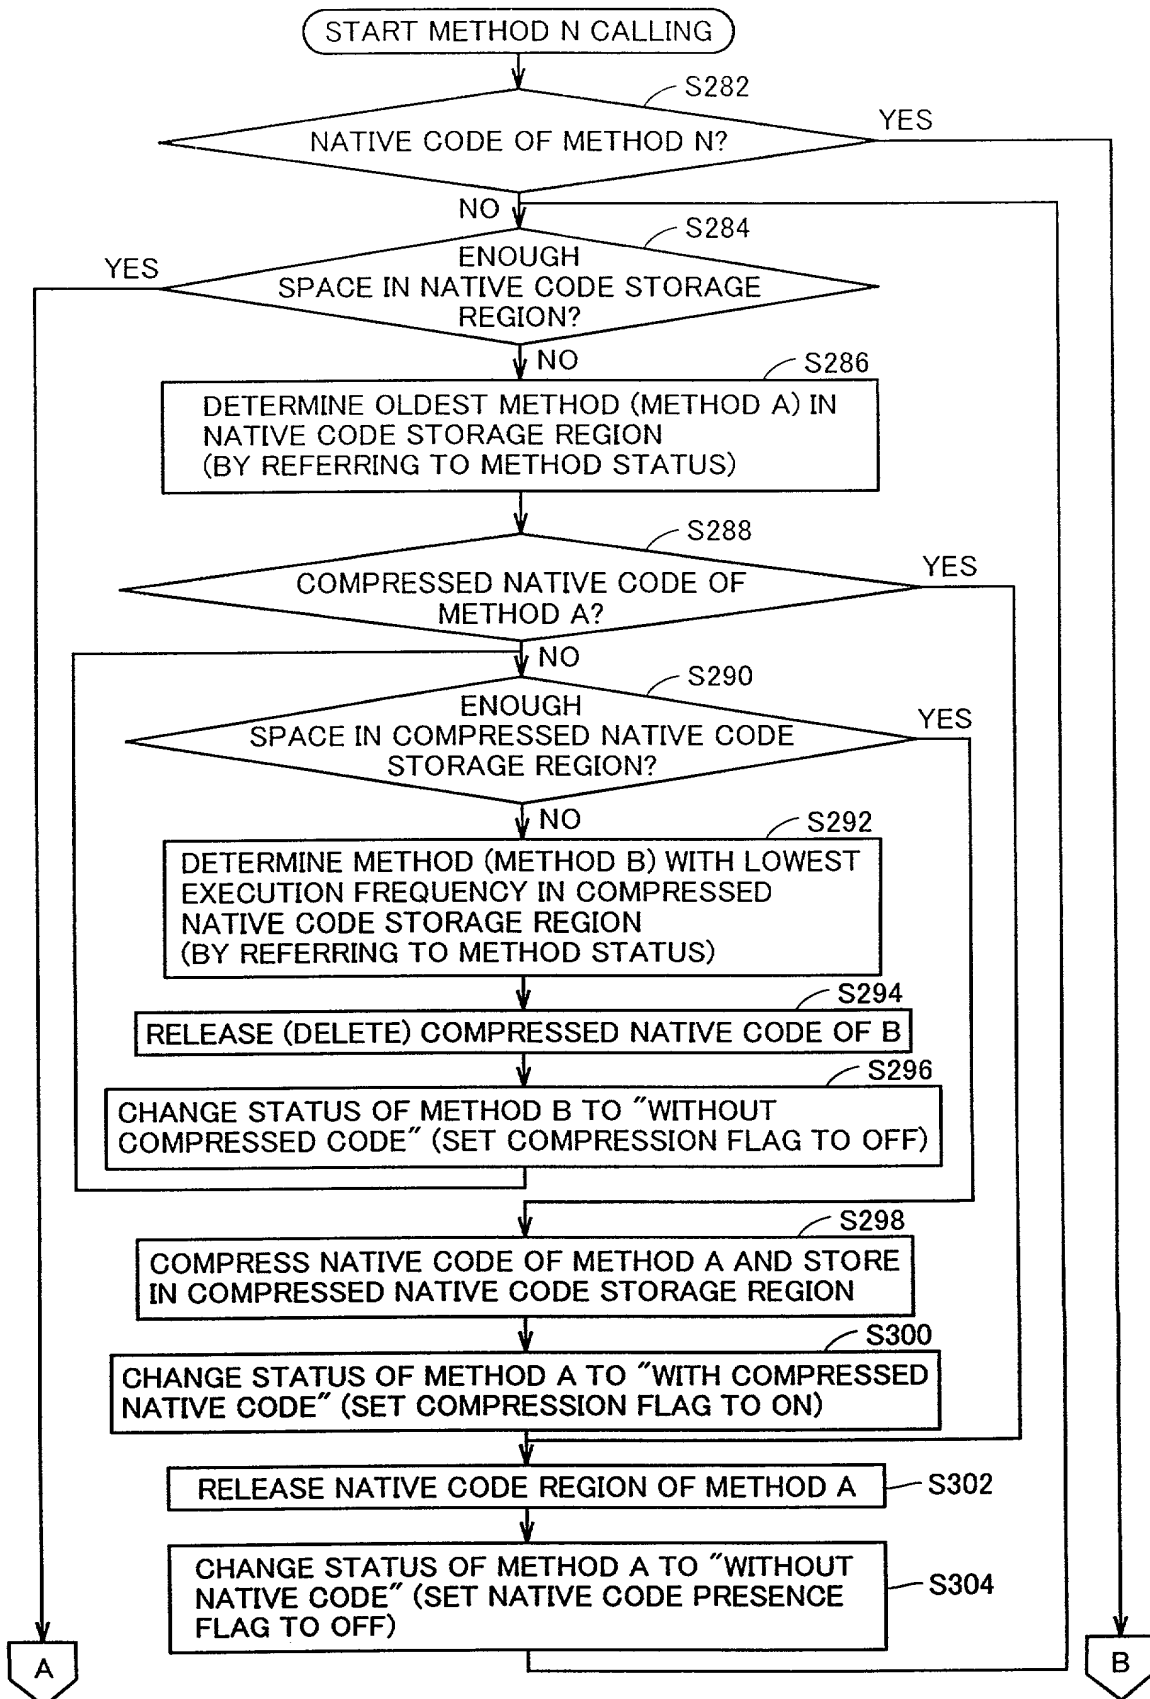 START METHOD N CALLING
S282
NATIVE CODE OF METHOD N?
YES
NO
S284
YES
ENOUGH
SPACE IN NATIVE CODE STORAGE
REGION?
NO
S286
DETERMINE OLDEST METHOD (METHOD A) IN
NATIVE CODE STORAGE REGION
(BY REFERRING TO METHOD STATUS)
S288
YES
COMPRESSED NATIVE CODE OF
METHOD A?
NO
S290
ENOUGH
YES
SPACE IN COMPRESSED NATIVE CODE
STORAGE REGION?
NO
S292
DETERMINE METHOD (METHOD B) WITH LOWEST
EXECUTION FREQUENCY IN COMPRESSED
NATIVE CODE STORAGE REGION
(BY REFERRING TO METHOD STATUS)
S294
RELEASE (DELETE) COMPRESSED NATIVE CODE OF B
S296
CHANGE STATUS OF METHOD B TO "WITHOUT
COMPRESSED CODE" (SET COMPRESSION FLAG TO OFF)
S298
COMPRESS NATIVE CODE OF METHOD A AND STORE
IN COMPRESSED NATIVE CODE STORAGE REGION
S300
CHANGE STATUS OF METHOD A TO "WITH COMPRESSED
NATIVE CODE" (SET COMPRESSION FLAG TO ON)
RELEASE NATIVE CODE REGION OF METHOD A
S302
CHANGE STATUS OF METHOD A TO "WITHOUT
NATIVE CODE" (SET NATIVE CODE PRESENCE
FLAG TO OFF)
S304
A
B